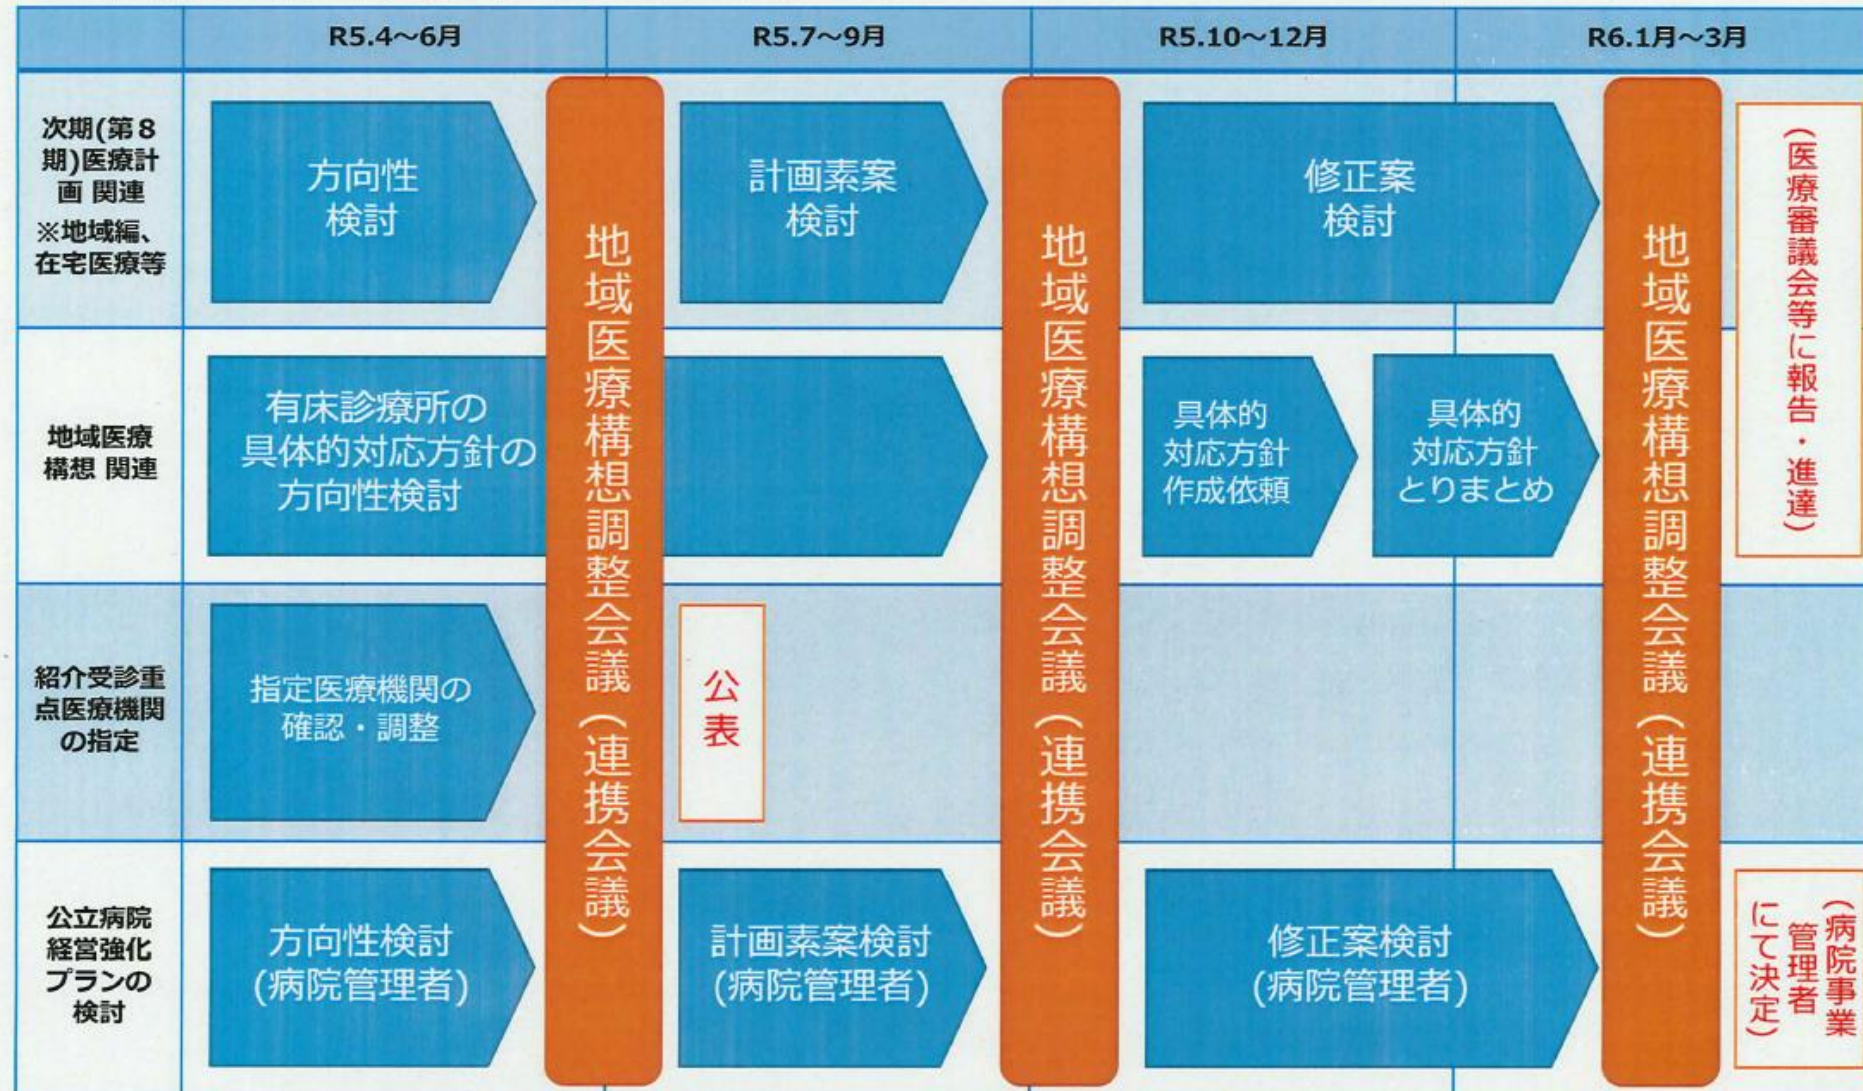 R5.4～6月
R5.7～9月
R5.10～12月
R6.1月～3月
次期(第８
期)医療計
画 関連
※地域編、
在宅医療等
方向性
検討
計画素案
検討
修正案
検討
地域医療
構想 関連
有床診療所の
具体的対応方針の
方向性検討
具体的
対応方針
作成依頼
具体的
対応方針
とりまとめ
(医療審議会等に報告・進達)
紹介受診重
点医療機関
の指定
指定医療機関の
確認・調整
公表
公立病院
経営強化
プランの
検討
方向性検討
(病院管理者)
計画素案検討
(病院管理者)
修正案検討
(病院管理者)
(病院事業
管理者
にて決定)
地域医療構想調整会議(連携会議)
地域医療構想調整会議(連携会議)
地域医療構想調整会議(連携会議)